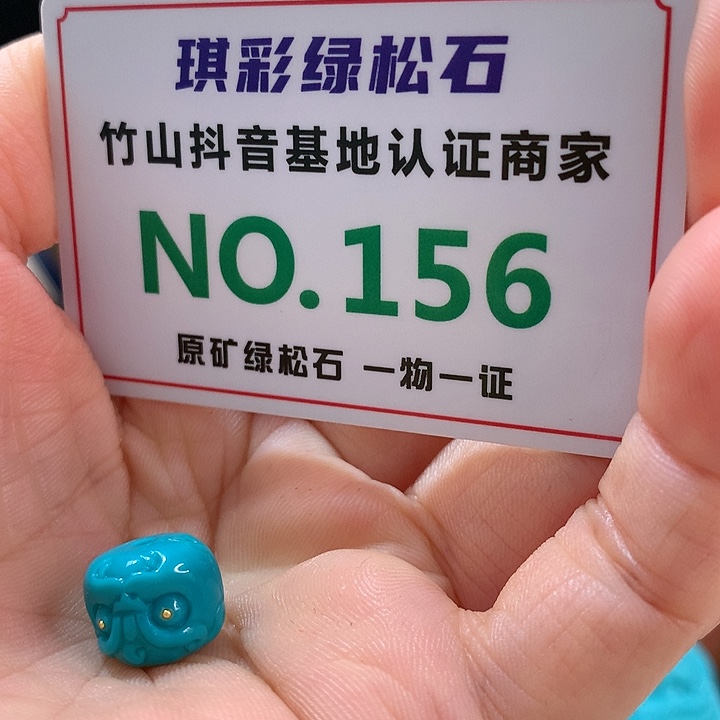 琪彩绿松石
竹山抖音基地认证商家
NO.156
原矿绿松石 一物一证